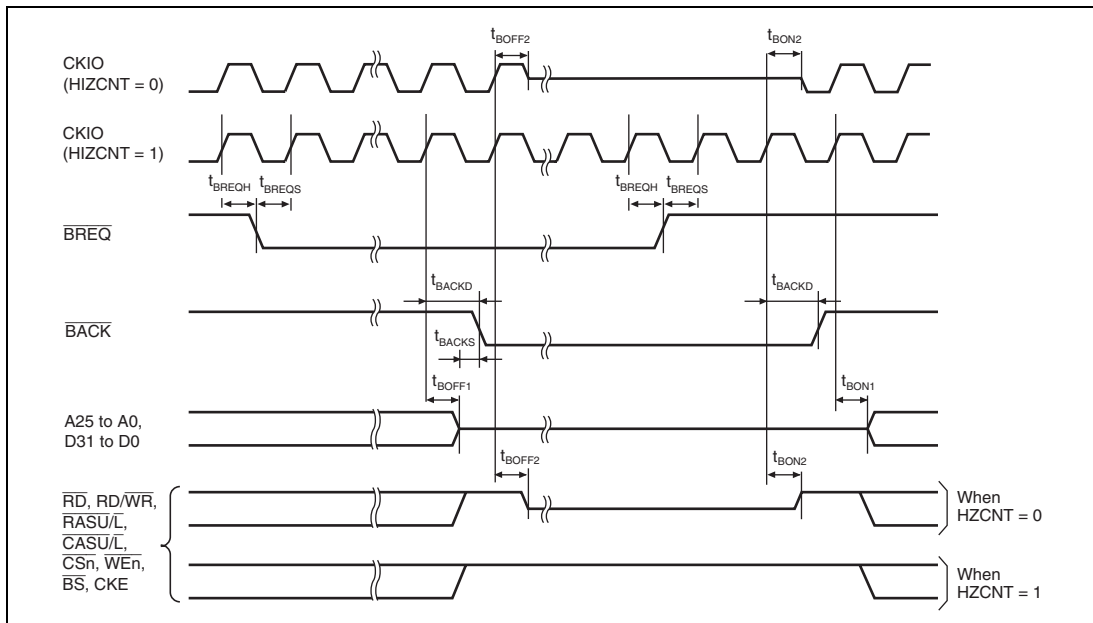 tBOFF2 tBON2
CKIO
(HIZCNT = 0)
CKIO
(HIZCNT = 1)
tBREQH tBREQS tBREQH tBREQS
BREQ
tBACKD tBACKD
BACK
tBACKS
tBOFF1 tBON1
A25 to A0,
D31 to D0
tBOFF2 tBON2
RD, RD/WR,
RASU/L,
CASU/L,
CSn, WEn,
BS, CKE
When
HZCNT = 0
When
HZCNT = 1